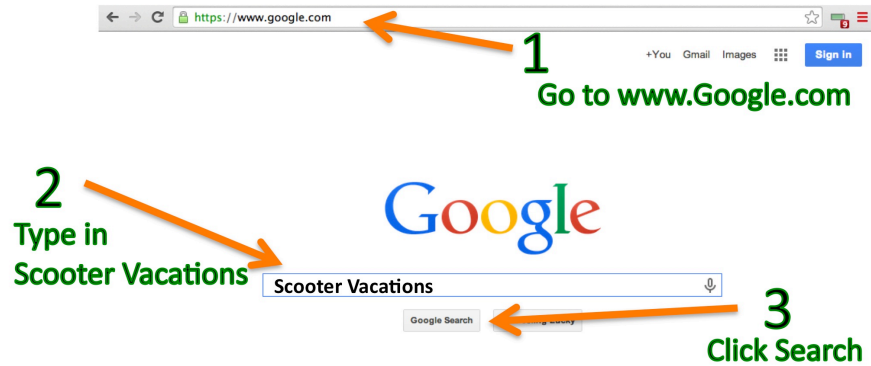 https://www.google.com
9
1
+You Gmail Images
Sign in
Go to www.Google.com
2
Google
Type in
Scooter Vacations
Scooter Vacations
Google Search
3
Click Search